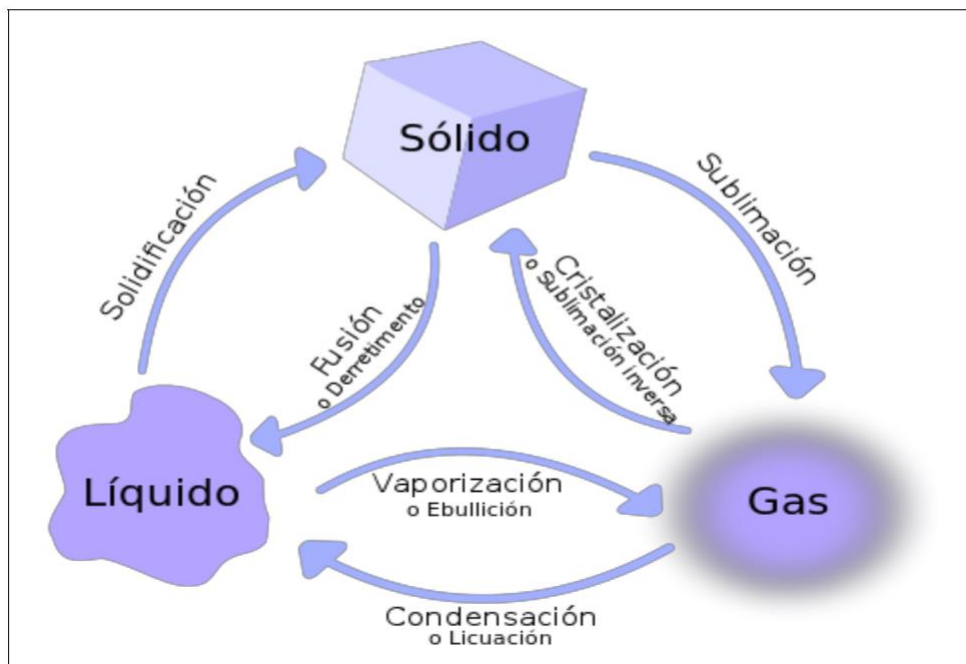 Sólido
Sublimación
Solidificación
Cristalización
o Sublimación inversa
Fusión
o Derretimento
Líquido
Vaporización
o Ebullición
Gas
Condensación
o Licuación